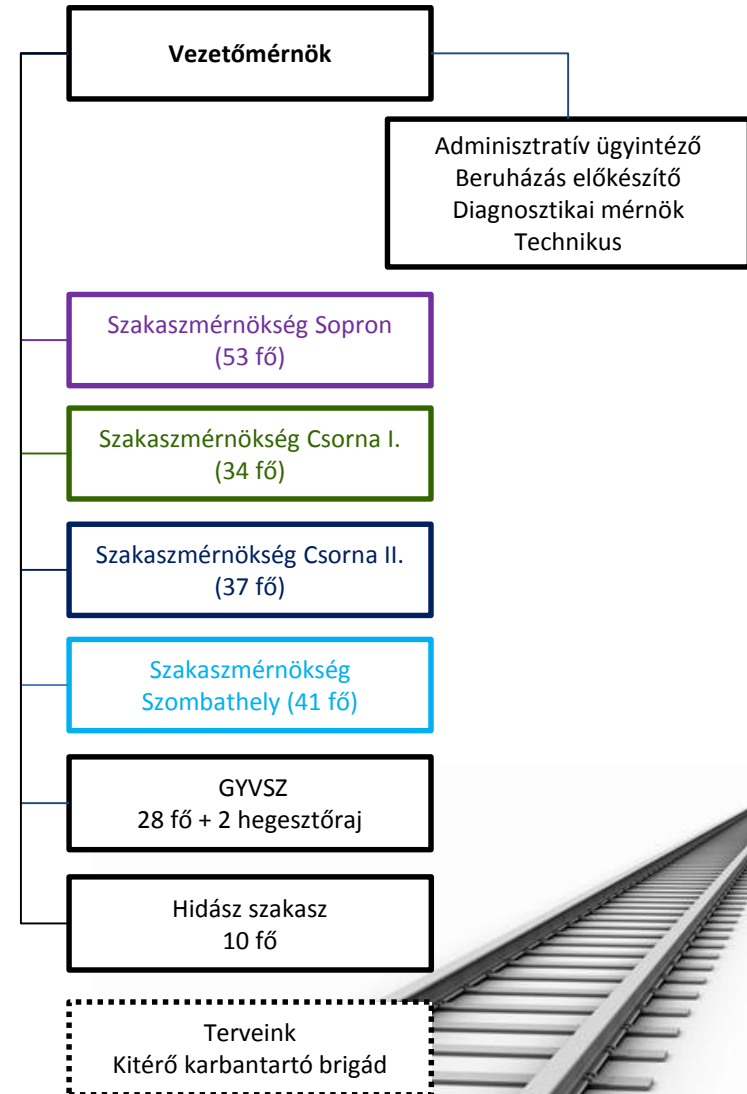 Vezetőmérnök
Adminisztratív ügyintéző
Beruházás előkészítő
Diagnosztikai mérnök
Technikus
Szakaszmérnökség Sopron
(53 fő)
Szakaszmérnökség Csorna I.
(34 fő)
Szakaszmérnökség Csorna II.
(37 fő)
Szakaszmérnökség
Szombathely (41 fő)
GYVSZ
28 fő + 2 hegesztőraj
Hidász szakasz
10 fő
Terveink
Kitérő karbantartó brigád